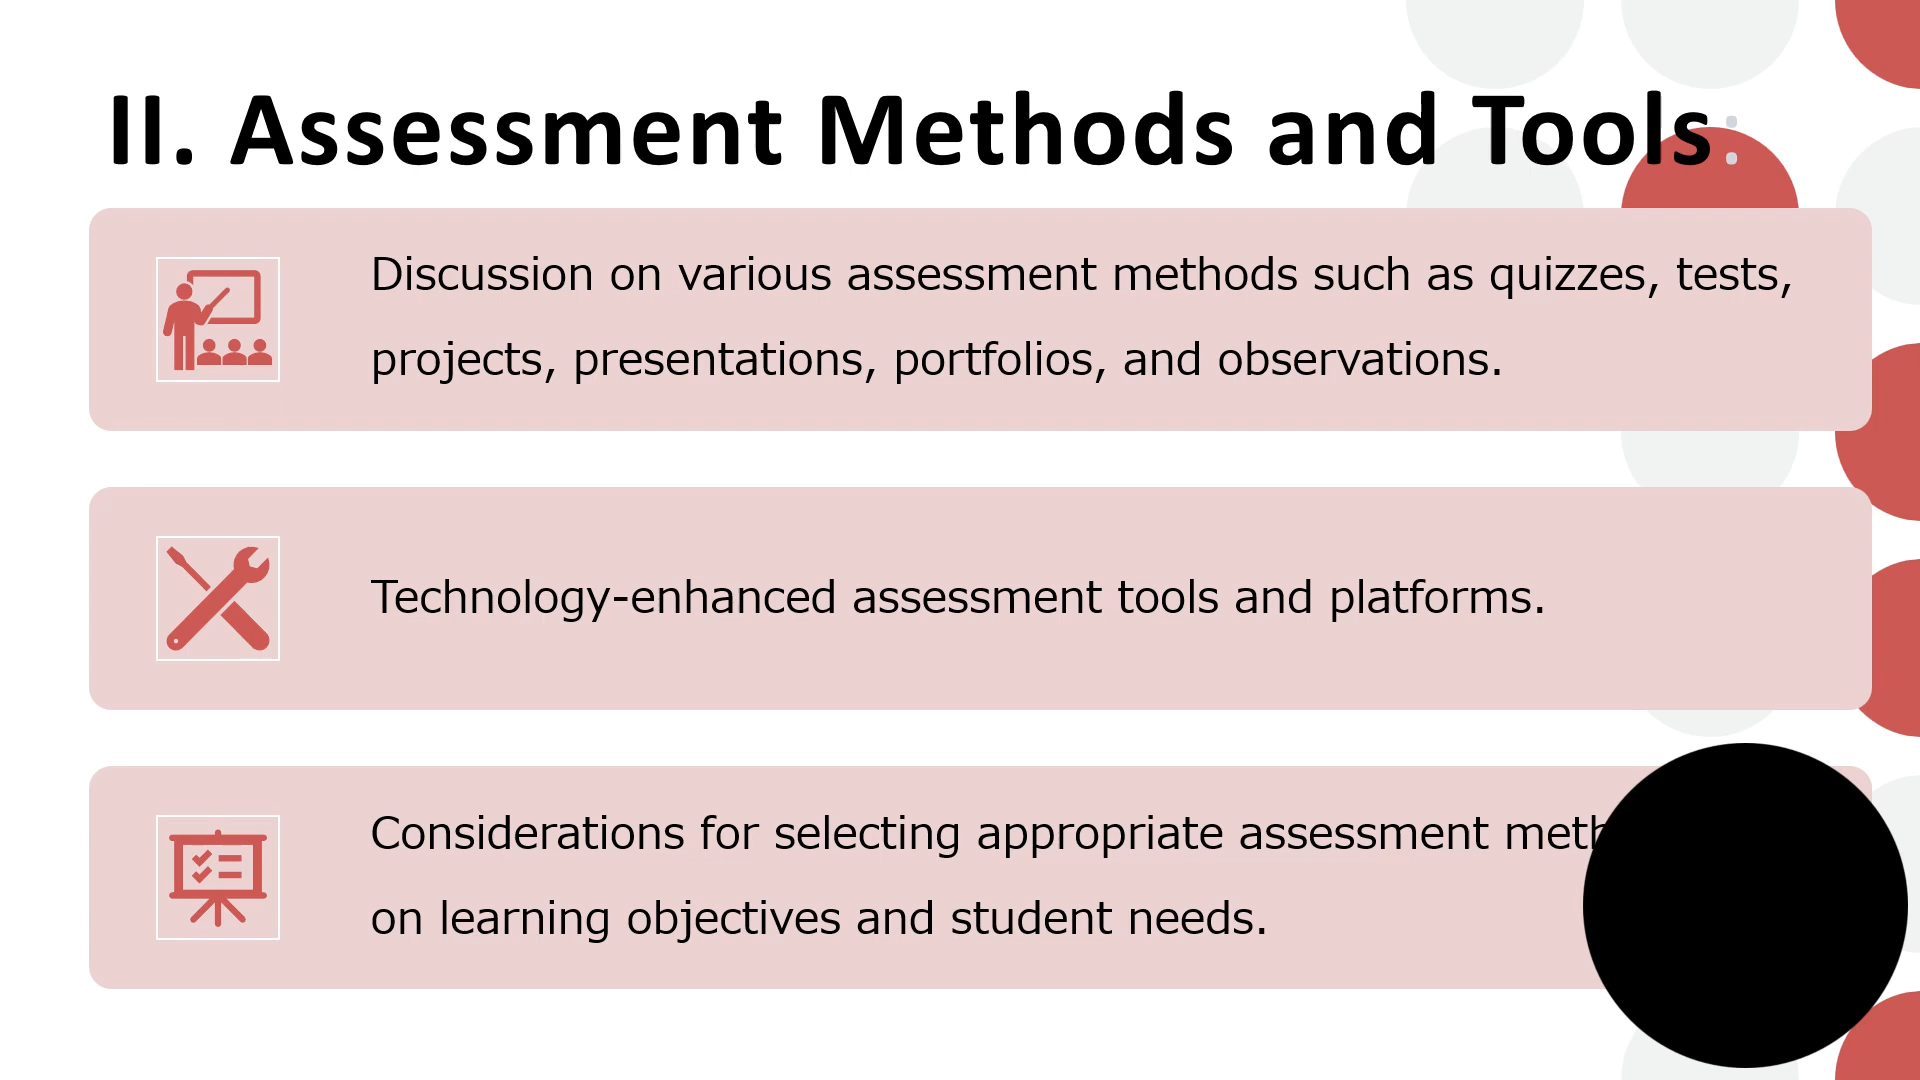 II. Assessment Methods and Tools:
Discussion on various assessment methods such as quizzes, tests,
projects, presentations, portfolios, and observations.
Technology-enhanced assessment tools and platforms.
Considerations for selecting appropriate assessment
on learning objectives and student needs.